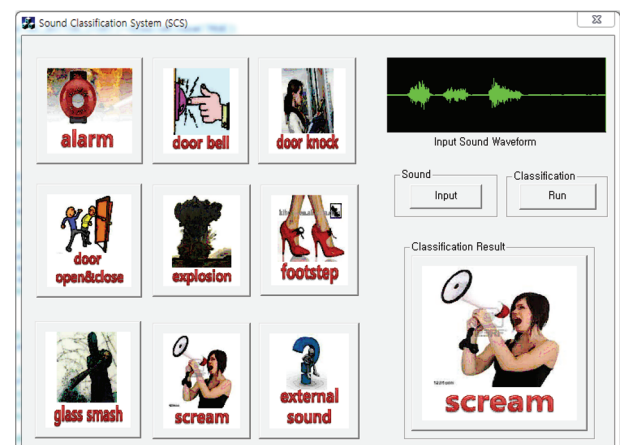 Sound Classification System (SCS)
alarm
door bell
door knock
Input Sound Waveform
Sound
Classification
Input
Run
door
open&close
explosion
footstep
Classification Result
glass smash
scream
external
sound
scream